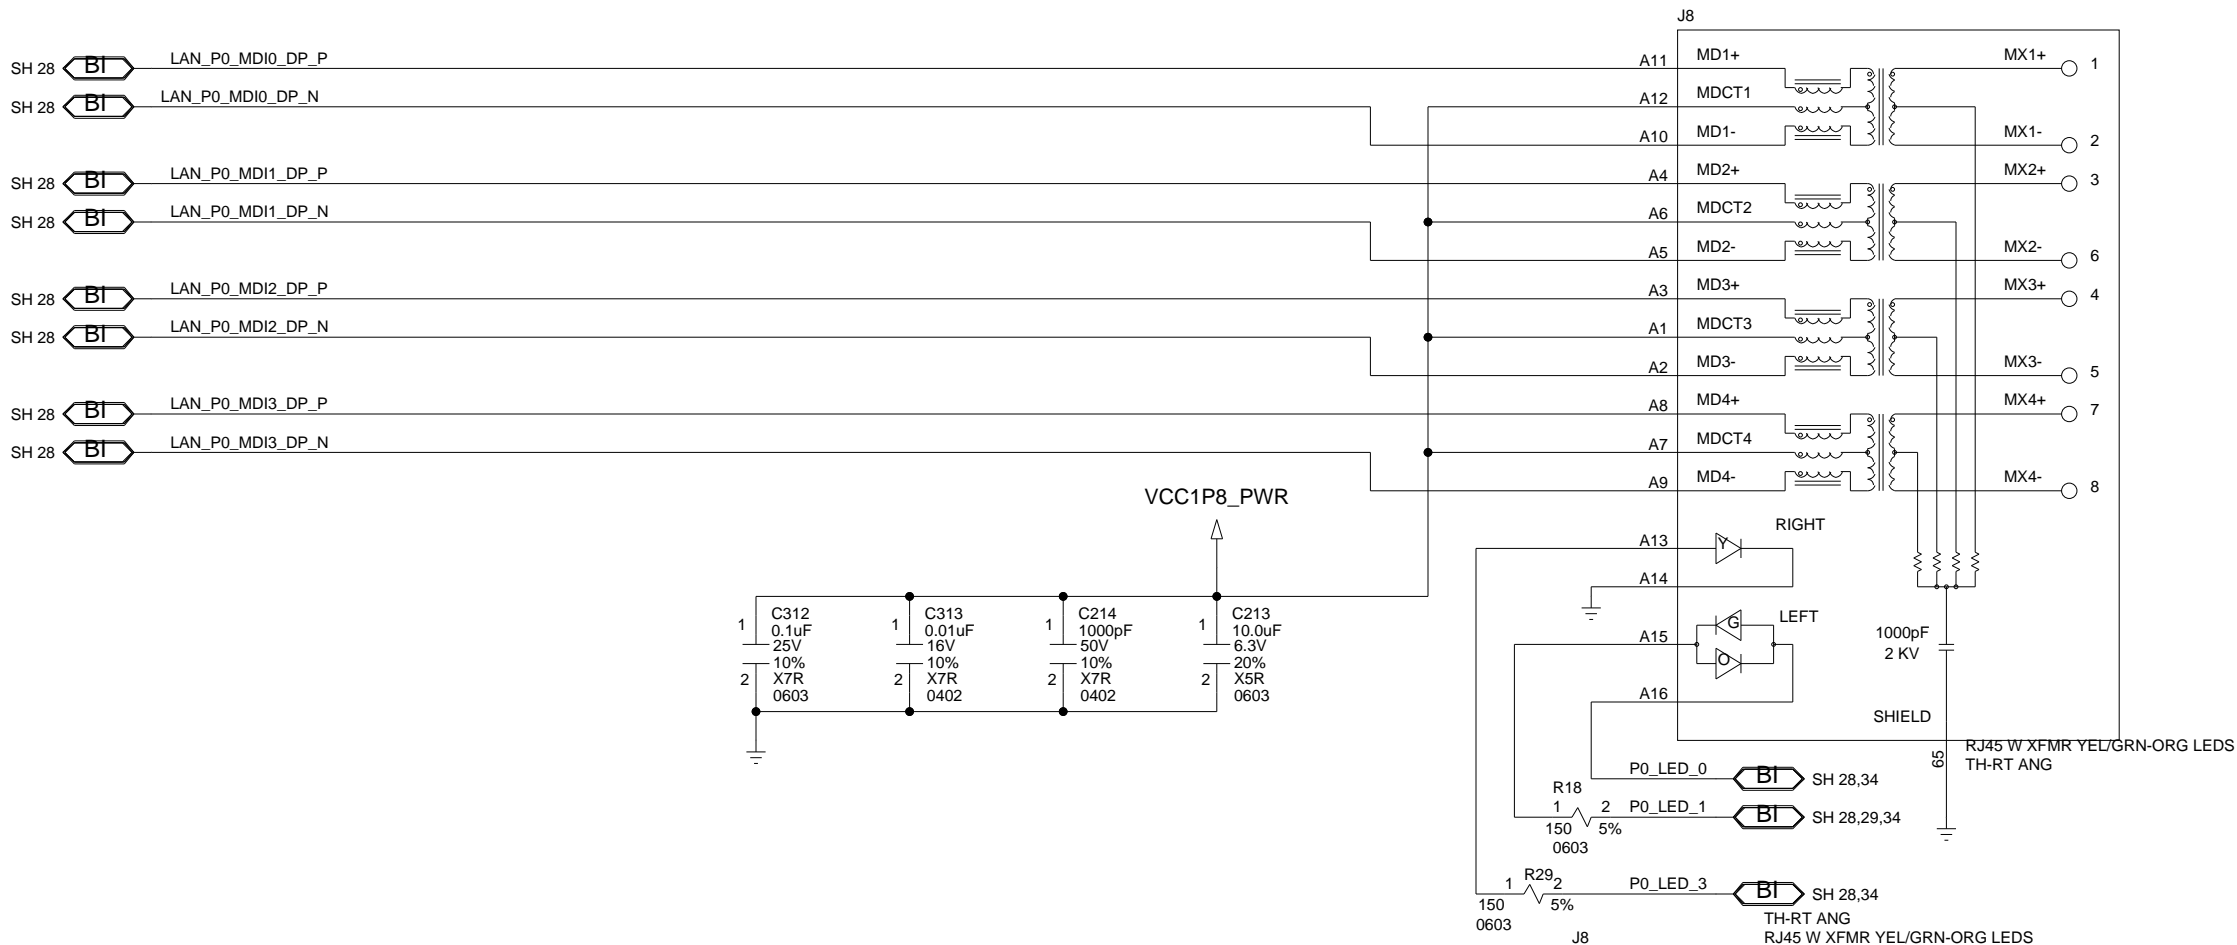 J8
SH 28 BI LAN_P0_MDI0_DP_P A11 MD1+ MX1+ 1
SH 28 BI LAN_P0_MDI0_DP_N A12 MDCT1
A10 MD1- MX1- 2
SH 28 BI LAN_P0_MDI1_DP_P A4 MD2+ MX2+ 3
SH 28 BI LAN_P0_MDI1_DP_N A6 MDCT2
A5 MD2- MX2- 6
SH 28 BI LAN_P0_MDI2_DP_P A3 MD3+ MX3+ 4
SH 28 BI LAN_P0_MDI2_DP_N A1 MDCT3
A2 MD3- MX3- 5
SH 28 BI LAN_P0_MDI3_DP_P A8 MD4+ MX4+ 7
SH 28 BI LAN_P0_MDI3_DP_N A7 MDCT4
A9 MD4- MX4- 8
VCC1P8_PWR
RIGHT
A13 Y
A14
1 C312
0.1uF
25V
10%
2 X7R
0603
1 C313
0.01uF
16V
10%
2 X7R
0402
1 C214
1000pF
50V
10%
2 X7R
0402
1 C213
10.0uF
6.3V
20%
2 X5R
0603
LEFT
A15 G
O
A16
1000pF
2 KV
SHIELD
65
RJ45 W XFMR YEL/GRN-ORG LEDS
TH-RT ANG
P0_LED_0 BI SH 28,34
R18
1 2 P0_LED_1 BI SH 28,29,34
150 5%
0603
R29
1 2 P0_LED_3 BI SH 28,34
150 5%
0603
TH-RT ANG
J8 RJ45 W XFMR YEL/GRN-ORG LEDS